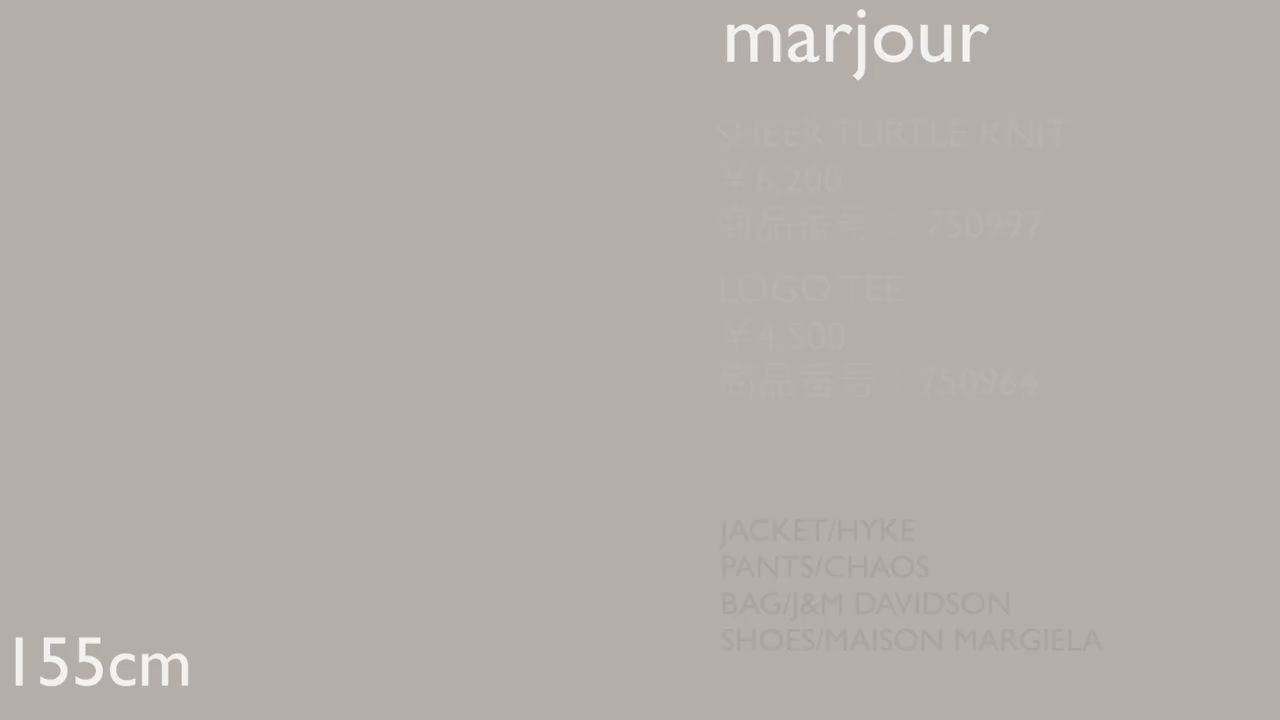 marjour
SHEER TURTLE KNIT
¥6,200
商品番号： 750997
LOGO TEE
¥4,500
商品番号：750964
JACKET/HYKE
PANTS/CHAOS
BAG/J&M DAVIDSON
SHOES/MAISON MARGIELA
155cm